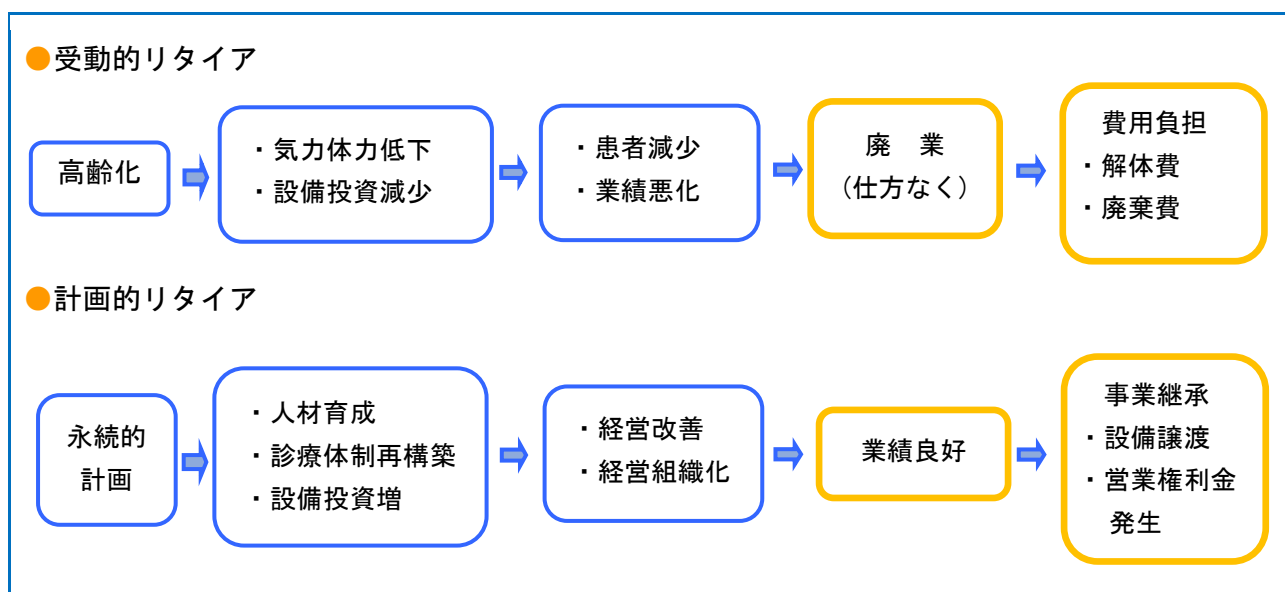 ●受動的リタイア
高齢化
・気力体力低下
・設備投資減少
・患者減少
・業績悪化
廃　業
（仕方なく）
費用負担
・解体費
・廃棄費
●計画的リタイア
永続的
計画
・人材育成
・診療体制再構築
・設備投資増
・経営改善
・経営組織化
業績良好
事業継承
・設備譲渡
・営業権利金
発生